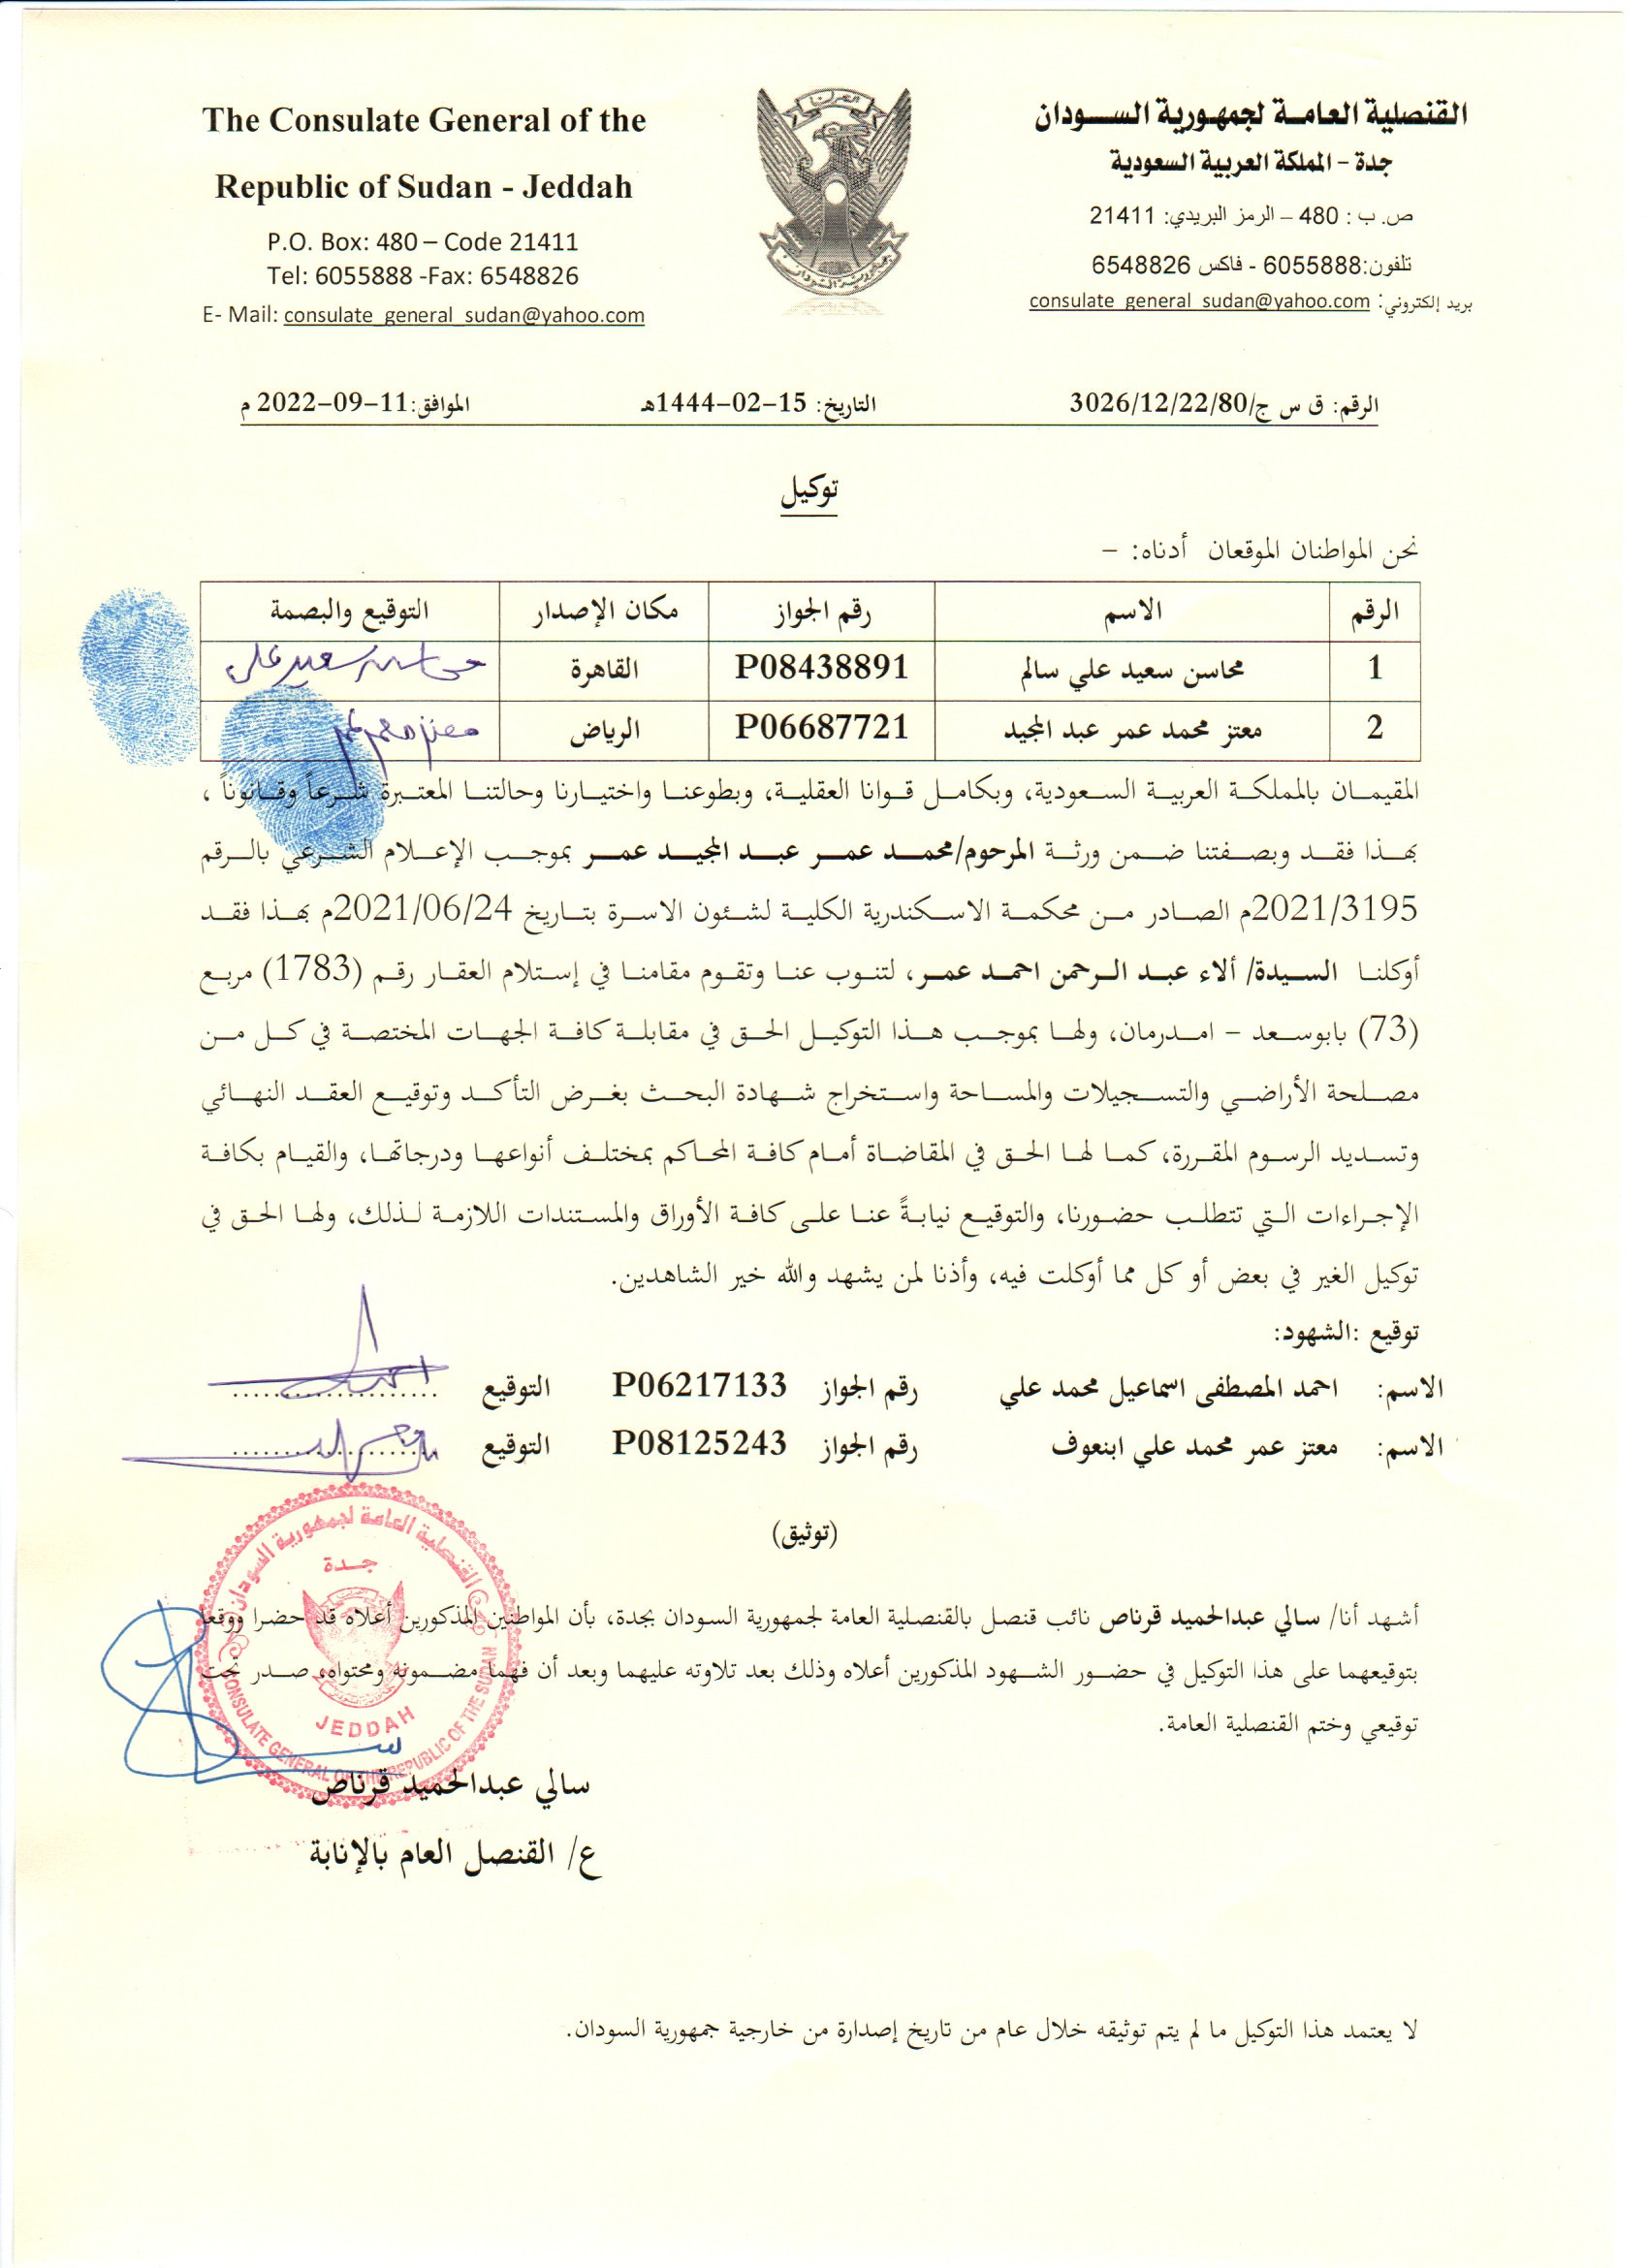 The Consulate General of the
Republic of Sudan - Jeddah
P.O. Box: 480 – Code 21411
Tel: 6055888 -Fax: 6548826
E- Mail: consulate_general_sudan@yahoo.com
القنصلية العامة لجمهورية السودان
جدة - المملكة العربية السعودية
ص. ب : 480 – الرمز البريدي: 21411
تلفون:6055888 - فاكس 6548826
بريد إلكتروني: consulate_general_sudan@yahoo.com
جمهورية السودان
الرقم: ق س ج/3026/12/22/80 التاريخ: 15-02-1444هـ الموافق:11-09-2022 م
توكيل
نحن المواطنان الموقعان أدناه: –
الرقم الاسم رقم الجواز مكان الإصدار التوقيع والبصمة
1 محاسن سعيد علي سالم P08438891 القاهرة محاسن سعيد علي
2 معتز محمد عمر عبد المجيد P06687721 الرياض معتز محمد عمر
المقيمان بالمملكة العربية السعودية، وبكامل قوانا العقلية، وبطوعنا واختيارنا وحالتنا المعتبرة شرعاً وقانوناً ،
بهذا فقد وبصفتنا ضمن ورثة المرحوم/محمد عمر عبد المجيد عمر بموجب الإعلام الشرعي بالرقم
2021/3195م الصادر من محكمة الاسكندرية الكلية لشئون الاسرة بتاريخ 2021/06/24م بهذا فقد
أوكلنا السيدة/ ألاء عبد الرحمن احمد عمر، لتنوب عنا وتقوم مقامنا في إستلام العقار رقم (1783) مربع
(73) بابوسعد – امدرمان، ولها بموجب هذا التوكيل الحق في مقابلة كافة الجهات المختصة في كل من
مصلحة الأراضي والتسجيلات والمساحة واستخراج شهادة البحث بغرض التأكد وتوقيع العقد النهائي
وتسديد الرسوم المقررة، كما لها الحق في المقاضاة أمام كافة المحاكم بمختلف أنواعها ودرجاتها، والقيام بكافة
الإجراءات التي تتطلب حضورنا، والتوقيع نيابةً عنا على كافة الأوراق والمستندات اللازمة لذلك، ولها الحق في
توكيل الغير في بعض أو كل مما أوكلت فيه، وأذنا لمن يشهد والله خير الشاهدين.
توقيع :الشهود:
الاسم: احمد المصطفى اسماعيل محمد علي رقم الجواز P06217133 التوقيع ....................
الاسم: معتز عمر محمد علي ابنعوف رقم الجواز P08125243 التوقيع ....................
(توثيق)
أشهد أنا/ سالي عبدالحميد قرناص نائب قنصل بالقنصلية العامة لجمهورية السودان بجدة، بأن المواطنين المذكورين أعلاه قد حضرا ووقعا
بتوقيعهما على هذا التوكيل في حضور الشهود المذكورين أعلاه وذلك بعد تلاوته عليهما وبعد أن فهما مضمونه ومحتواه، صدر تحت
توقيعي وختم القنصلية العامة.
القنصلية العامة لجمهورية السودان
جدة
JEDDAH
CONSULATE GENERAL OF THE REPUBLIC OF THE SUDAN
سالي عبدالحميد قرناص
ع/ القنصل العام بالإنابة
لا يعتمد هذا التوكيل ما لم يتم توثيقه خلال عام من تاريخ إصدارة من خارجية جمهورية السودان.